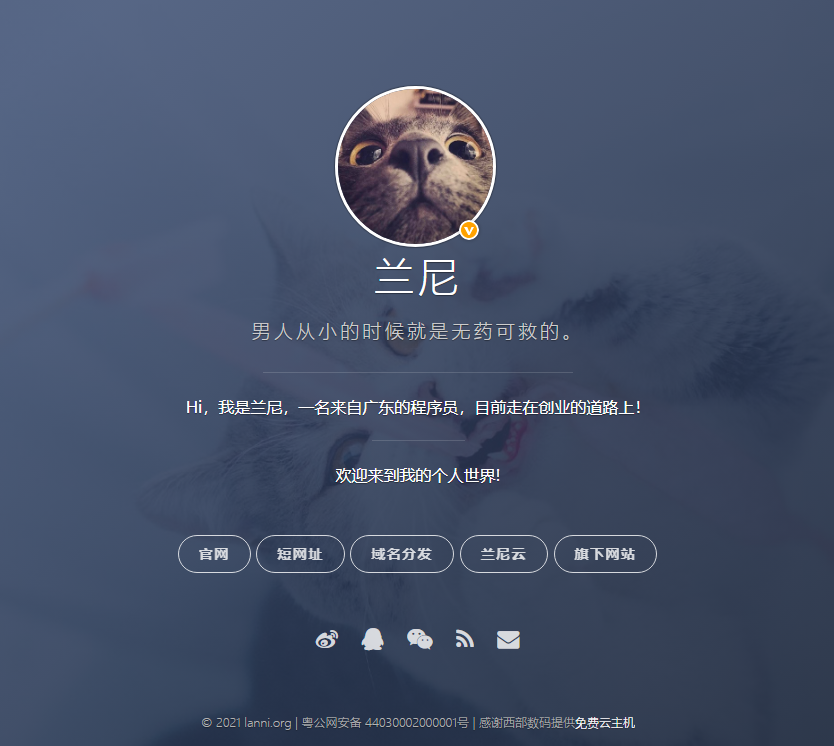 兰尼
男人从小的时候就是无药可救的。
Hi，我是兰尼，一名来自广东的程序员，目前走在创业的道路上！
欢迎来到我的个人世界!
官网 短网址 域名分发 兰尼云 旗下网站
© 2021 lanni.org | 粤公网安备 44030002000001号 | 感谢西部数码提供免费云主机